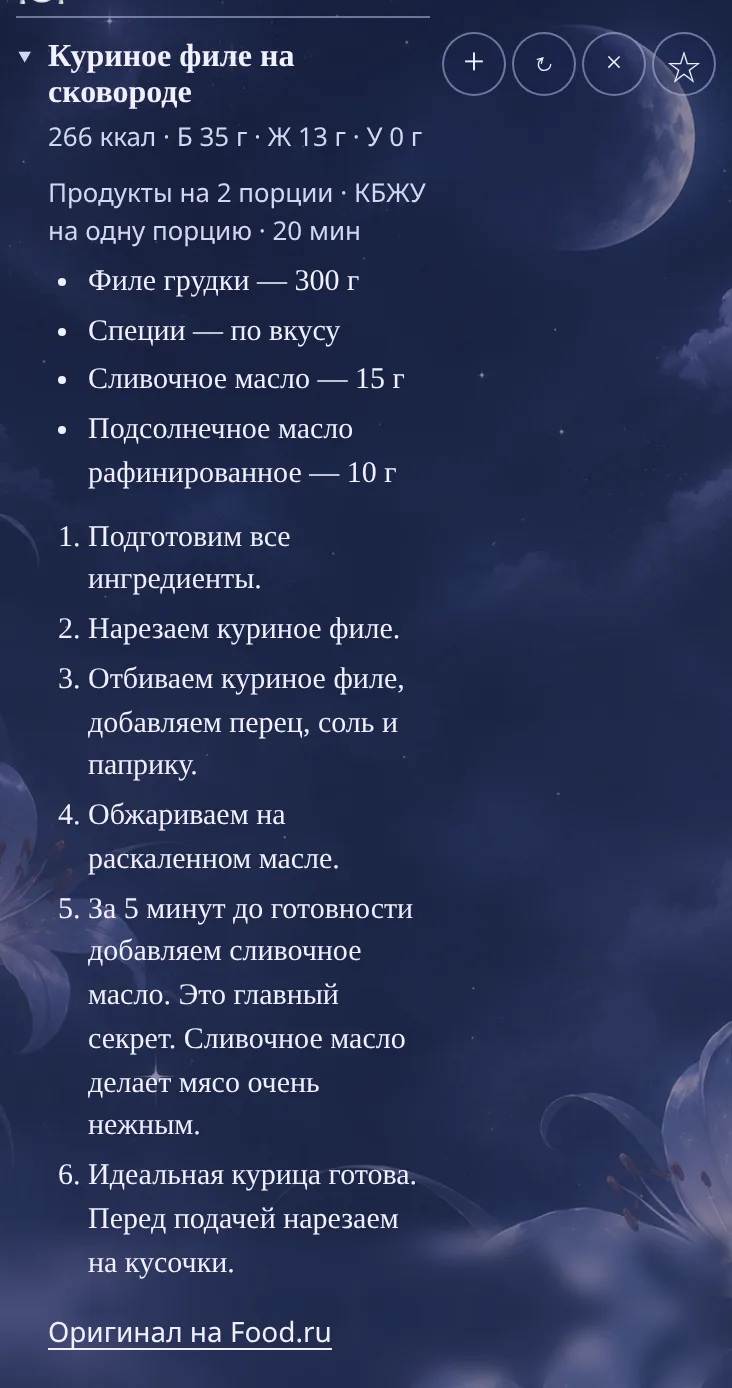 Куриное филе на
сковороде
266 ккал · Б 35 г · Ж 13 г · У 0 г
Продукты на 2 порции · КБЖУ
на одну порцию · 20 мин
• Филе грудки — 300 г
• Специи — по вкусу
• Сливочное масло — 15 г
• Подсолнечное масло
рафинированное — 10 г
1. Подготовим все
ингредиенты.
2. Нарезаем куриное филе.
3. Отбиваем куриное филе,
добавляем перец, соль и
паприку.
4. Обжариваем на
раскаленном масле.
5. За 5 минут до готовности
добавляем сливочное
масло. Это главный
секрет. Сливочное масло
делает мясо очень
нежным.
6. Идеальная курица готова.
Перед подачей нарезаем
на кусочки.
Оригинал на Food.ru